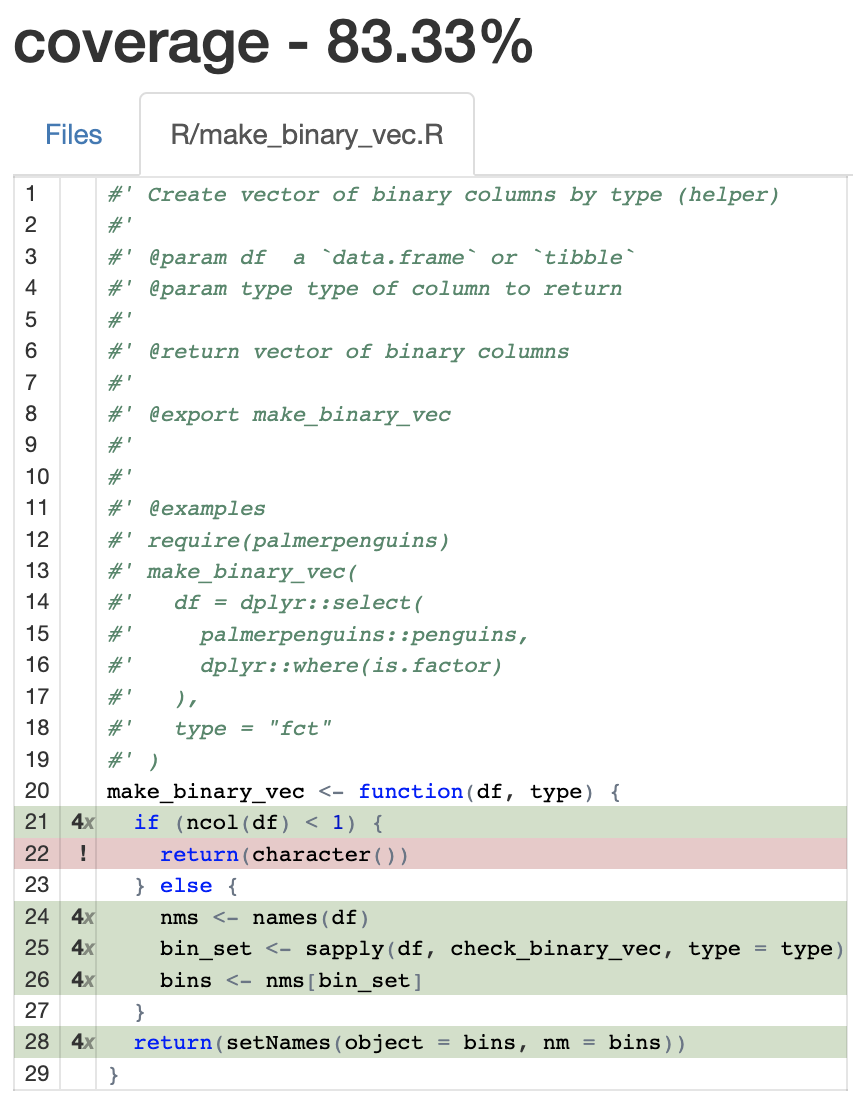 coverage - 83.33%
Files R/make_binary_vec.R
1 #' Create vector of binary columns by type (helper)
2 #'
3 #' @param df  a `data.frame` or `tibble`
4 #' @param type type of column to return
5 #'
6 #' @return vector of binary columns
7 #'
8 #' @export make_binary_vec
9 #'
10 #'
11 #' @examples
12 #' require(palmerpenguins)
13 #' make_binary_vec(
14 #'   df = dplyr::select(
15 #'     palmerpenguins::penguins,
16 #'     dplyr::where(is.factor)
17 #'   ),
18 #'   type = "fct"
19 #' )
20 make_binary_vec <- function(df, type) {
21 4x   if (ncol(df) < 1) {
22 !     return(character())
23   } else {
24 4x     nms <- names(df)
25 4x     bin_set <- sapply(df, check_binary_vec, type = type)
26 4x     bins <- nms[bin_set]
27   }
28 4x   return(setNames(object = bins, nm = bins))
29 }